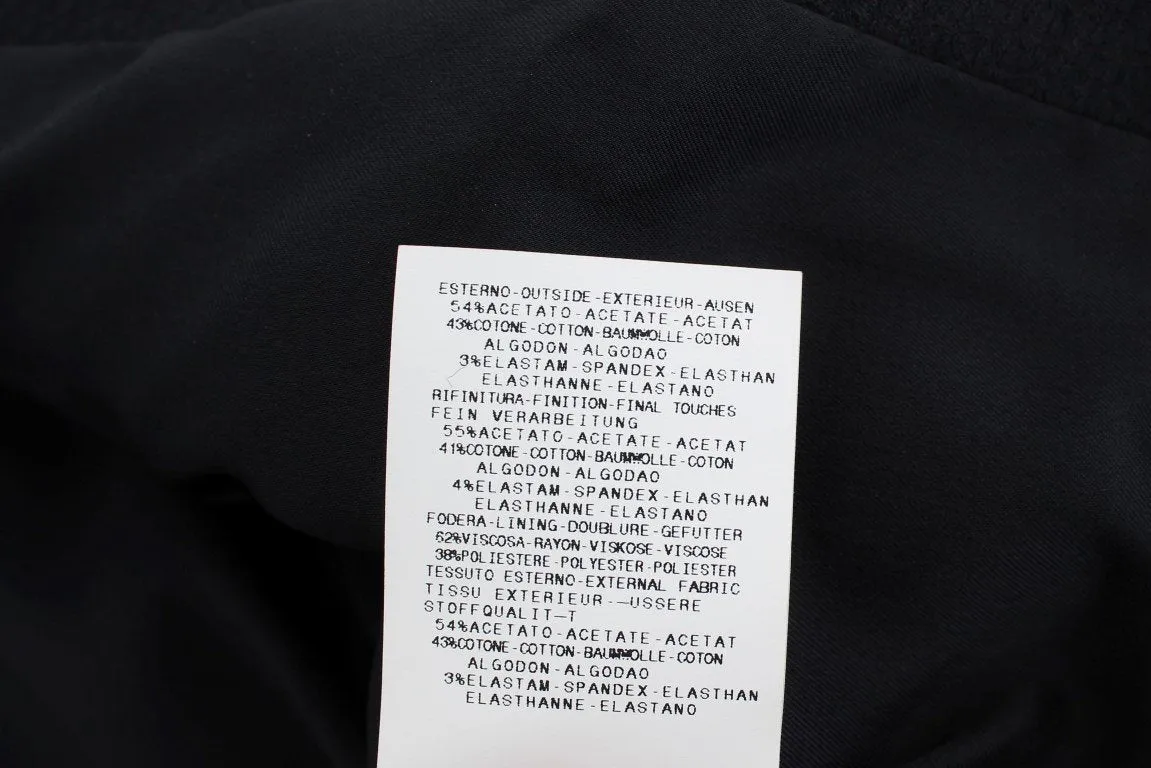 ESTERNO-OUTSIDE-EXTERIEUR-AUSEN
54%ACETATO-ACETATE-ACETAT
43%COTONE-COTTON-BAUMWOLLE-COTON
ALGODON-ALGODAO
3%ELASTAM-SPANDEX-ELASTHAN
ELASTHANNE-ELASTANO
RIFINITURA-FINITION-FINAL TOUCHES
FEIN VERARBEITUNG
55%ACETATO-ACETATE-ACETAT
41%COTONE-COTTON-BAUMWOLLE-COTON
ALGODON-ALGODAO
4%ELASTAM-SPANDEX-ELASTHAN
ELASTHANNE-ELASTANO
FODERA-LINING-DOUBLURE-GEFUTTER
62%VISCOSA-RAYON-VISKOSE-VISCOSE
38%POLIESTERE-POLYESTER-POLIESTER
TESSUTO ESTERNO-EXTERNAL FABRIC
TISSU EXTERIEUR-—USSERE
STOFFQUALIT—T
54%ACETATO-ACETATE-ACETAT
43%COTONE-COTTON-BAUMWOLLE-COTON
ALGODON-ALGODAO
3%ELASTAM-SPANDEX-ELASTHAN
ELASTHANNE-ELASTANO